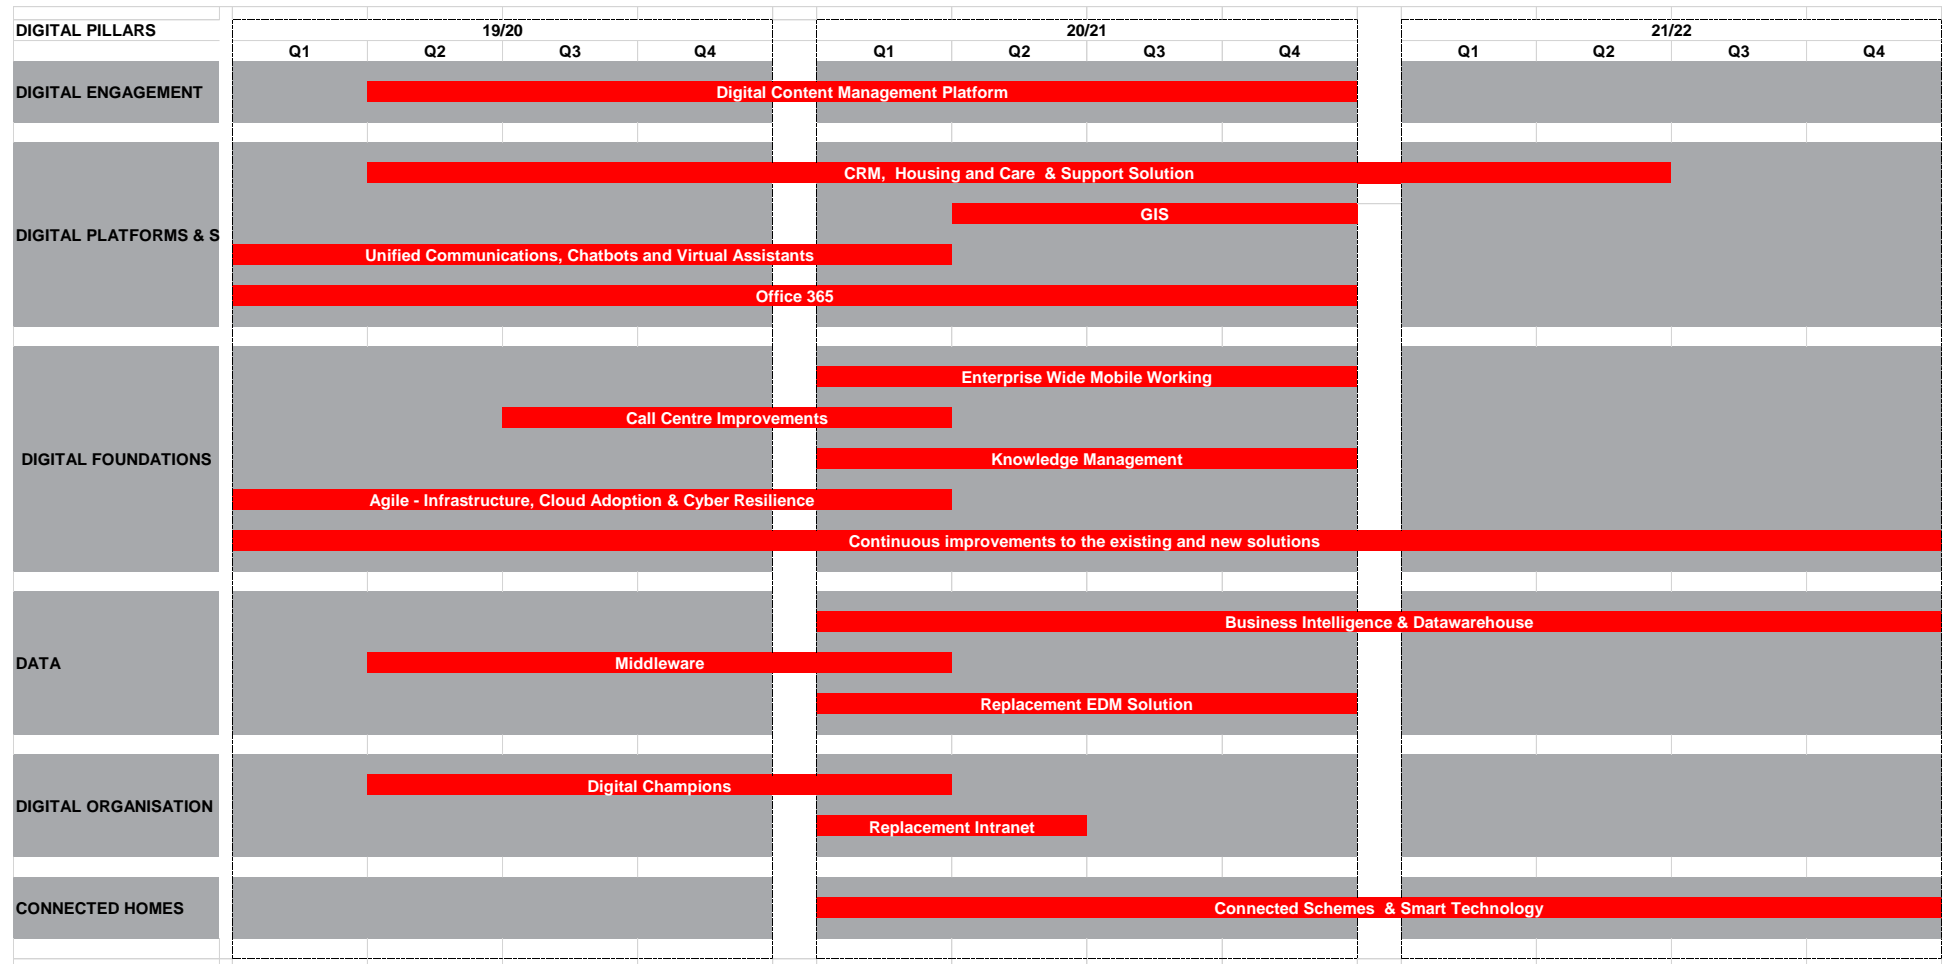 DIGITAL PILLARS 19/20 20/21 21/22
Q1 Q2 Q3 Q4 Q1 Q2 Q3 Q4 Q1 Q2 Q3 Q4
DIGITAL ENGAGEMENT Digital Content Management Platform
CRM, Housing and Care & Support Solution
GIS
DIGITAL PLATFORMS & S
Unified Communications, Chatbots and Virtual Assistants
Office 365
Enterprise Wide Mobile Working
Call Centre Improvements
DIGITAL FOUNDATIONS Knowledge Management
Agile - Infrastructure, Cloud Adoption & Cyber Resilience
Continuous improvements to the existing and new solutions
Business Intelligence & Datawarehouse
DATA Middleware
Replacement EDM Solution
Digital Champions
DIGITAL ORGANISATION
Replacement Intranet
CONNECTED HOMES Connected Schemes & Smart Technology